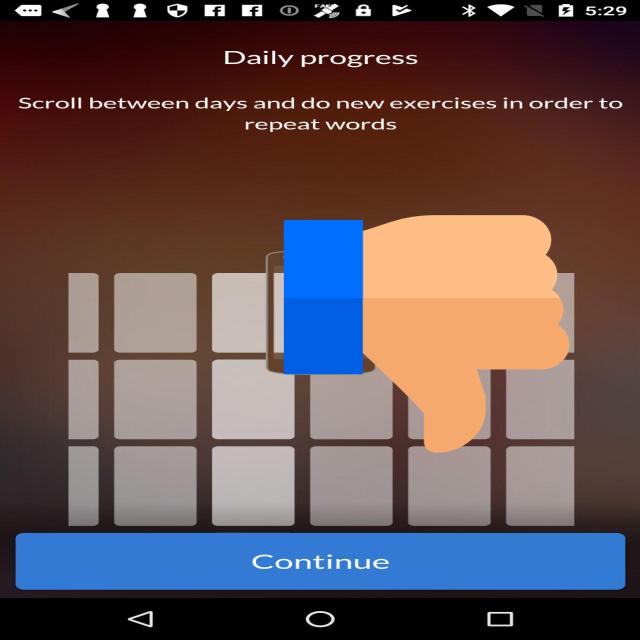 5:29
Daily progress
Scroll between days and do new exercises in order to
repeat words
Continue